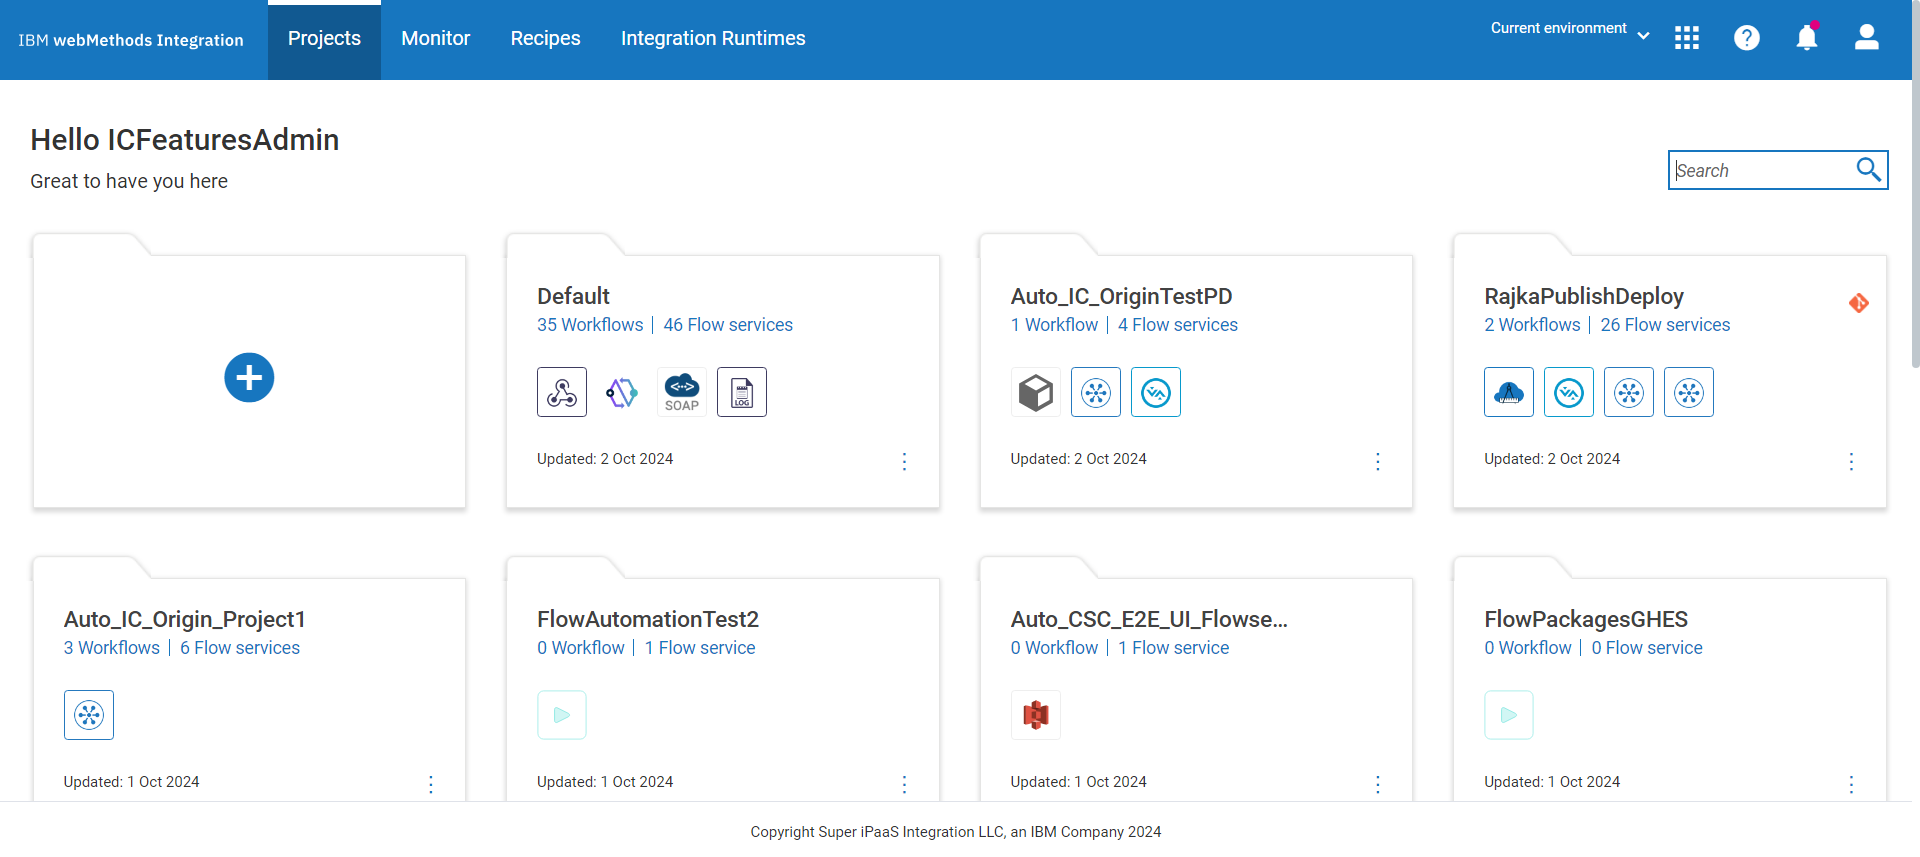 IBM webMethods Integration
Projects
Monitor
Recipes
Integration Runtimes
Current environment
Hello ICFeaturesAdmin
Great to have you here
Search
Default
35 Workflows | 46 Flow services
SOAP
LOG
Updated: 2 Oct 2024
Auto_IC_OriginTestPD
1 Workflow | 4 Flow services
Updated: 2 Oct 2024
RajkaPublishDeploy
2 Workflows | 26 Flow services
Updated: 2 Oct 2024
Auto_IC_Origin_Project1
3 Workflows | 6 Flow services
Updated: 1 Oct 2024
FlowAutomationTest2
0 Workflow | 1 Flow service
Updated: 1 Oct 2024
Auto_CSC_E2E_UI_Flowse...
0 Workflow | 1 Flow service
Updated: 1 Oct 2024
FlowPackagesGHES
0 Workflow | 0 Flow service
Updated: 1 Oct 2024
Copyright Super iPaaS Integration LLC, an IBM Company 2024